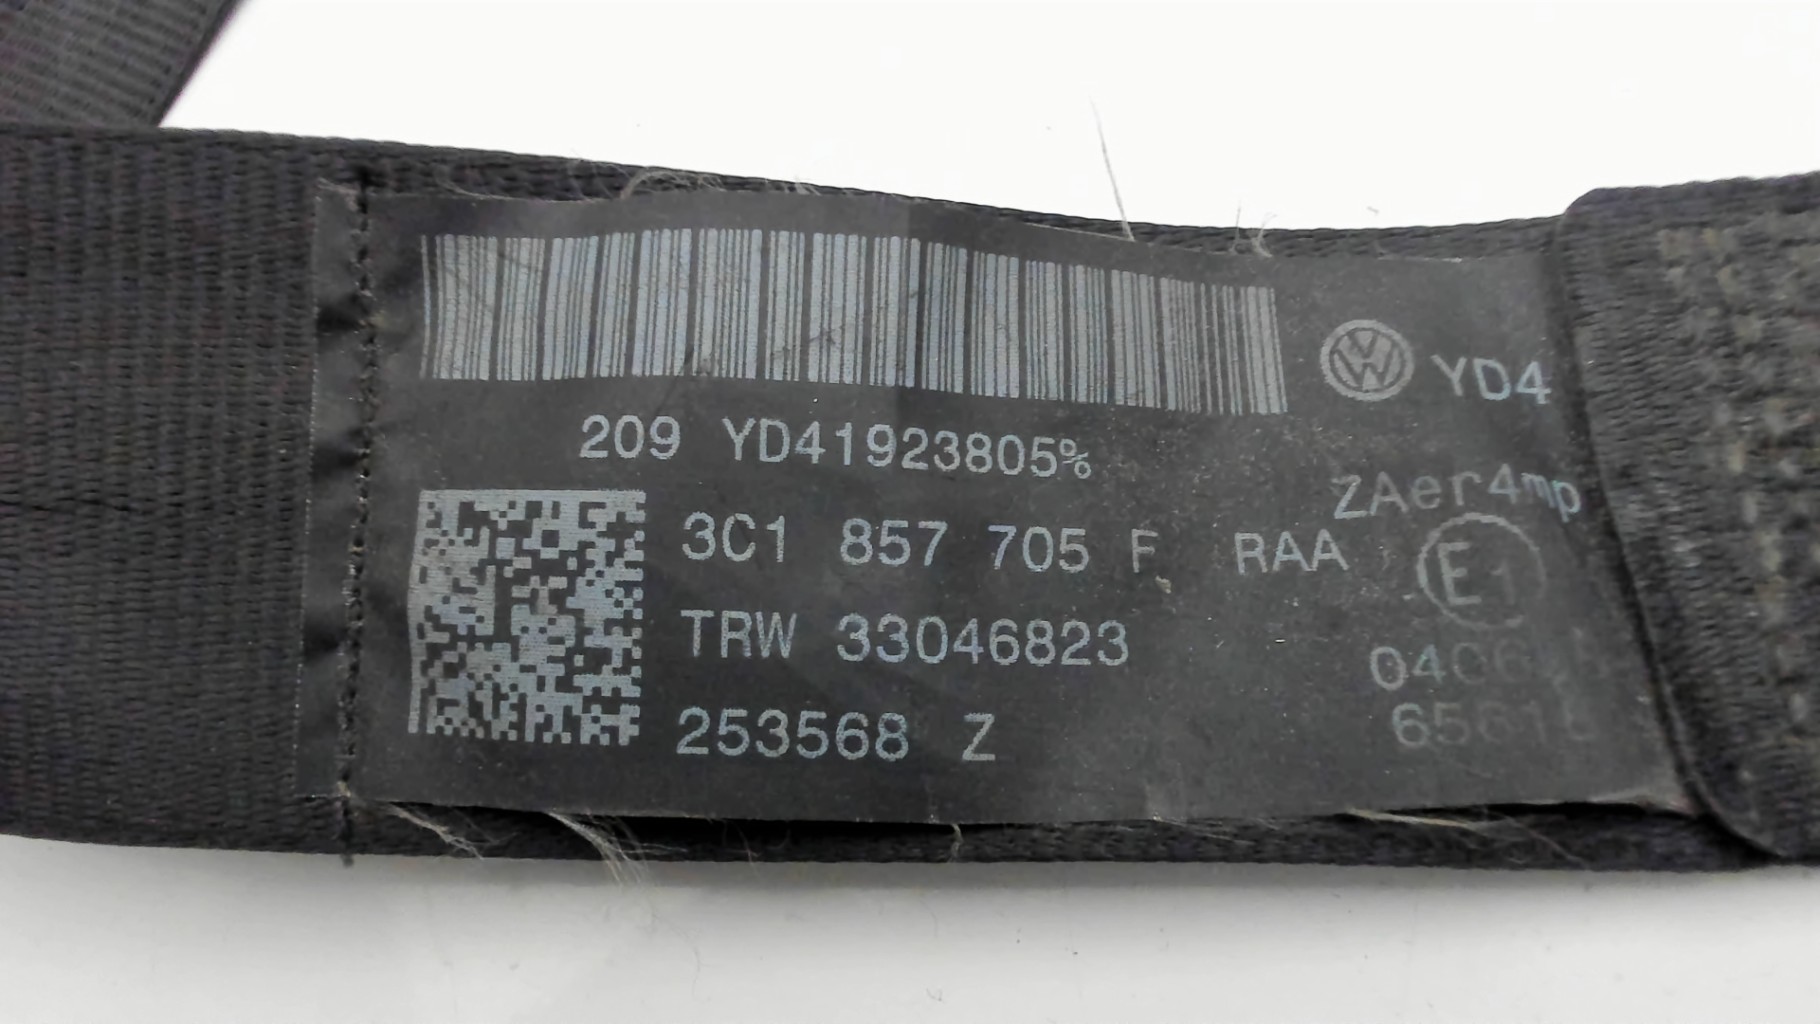 YD4
209 YD41923805%
ZAer4mp
3C1 857 705 F RAA
E1
TRW 33046823
253568 Z